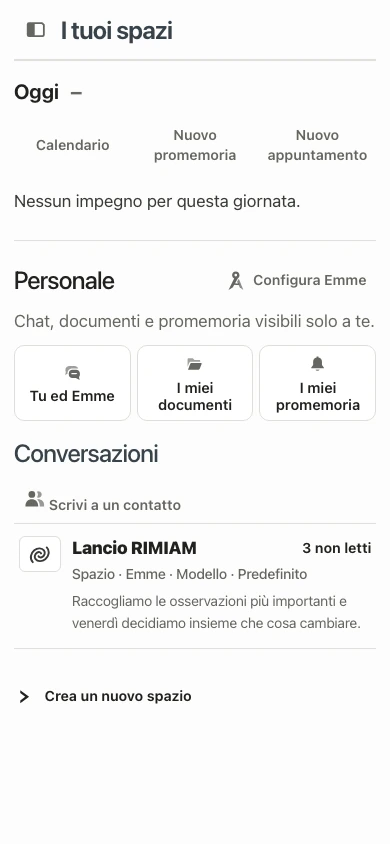 I tuoi spazi
Oggi –
Calendario
Nuovo
promemoria
Nuovo
appuntamento
Nessun impegno per questa giornata.
Personale
Configura Emme
Chat, documenti e promemoria visibili solo a te.
Tu ed Emme
I miei
documenti
I miei
promemoria
Conversazioni
Scrivi a un contatto
Lancio RIMIAM
3 non letti
Spazio · Emme · Modello · Predefinito
Raccogliamo le osservazioni più importanti e
venerdì decidiamo insieme che cosa cambiare.
Crea un nuovo spazio